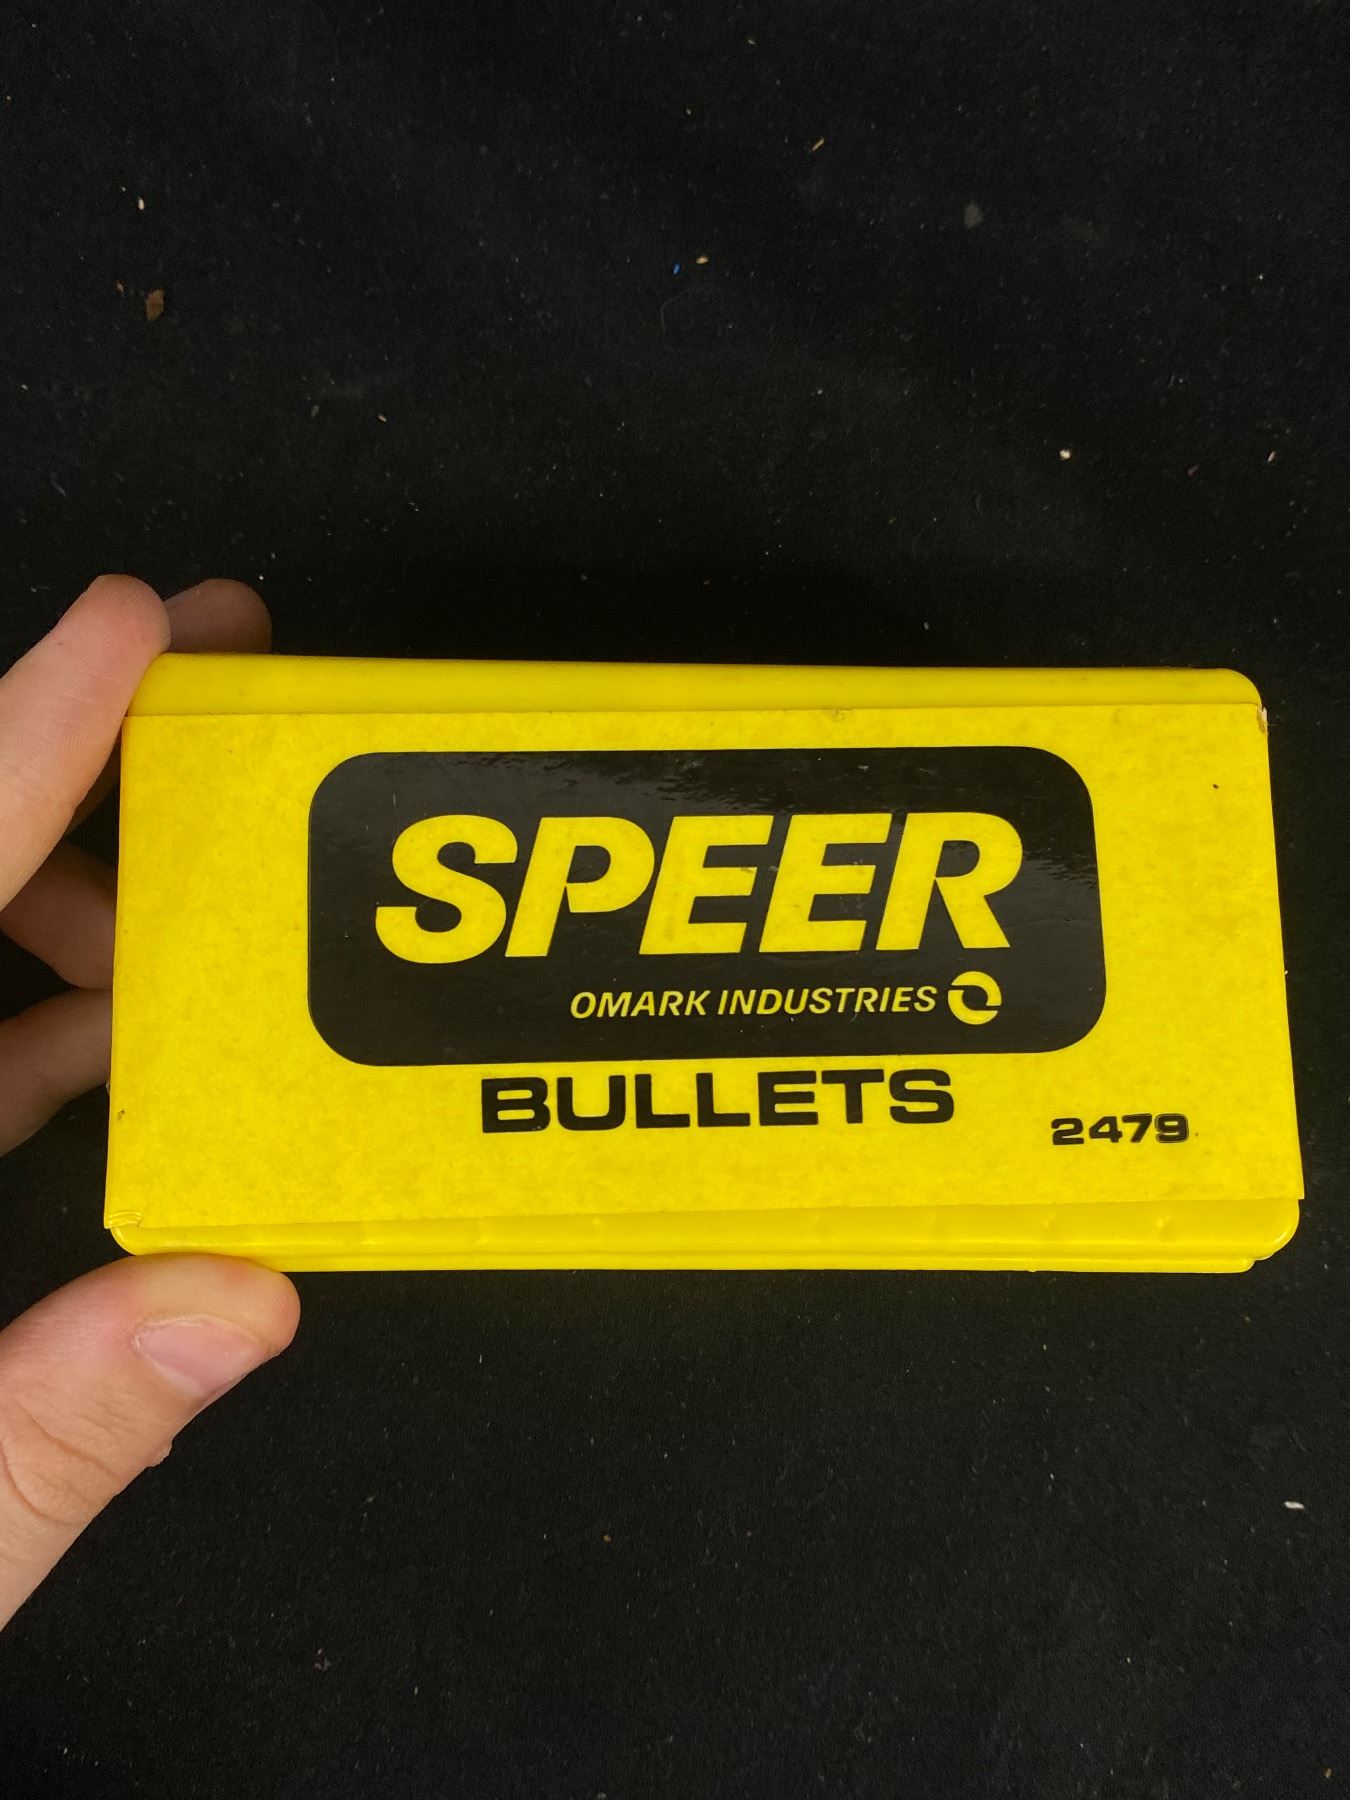 SPEER
OMARK INDUSTRIES
BULLETS
2479